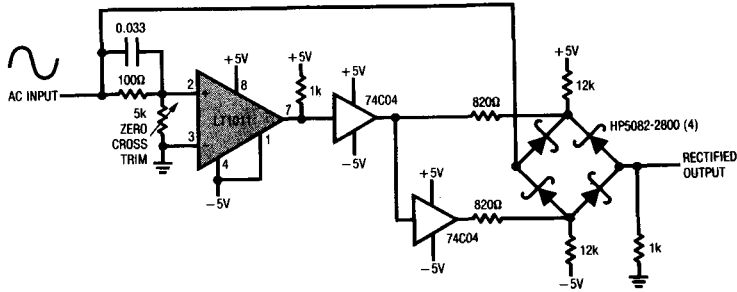 0.033
100Ω
AC INPUT
5k
ZERO
CROSS
TRIM
2
+
3
−
+5V
8
LT1011
7
1
4
−5V
+5V
1k
+5V
74C04
−5V
+5V
74C04
−5V
820Ω
820Ω
+5V
12k
HP5082-2800 (4)
RECTIFIED
OUTPUT
12k
−5V
1k